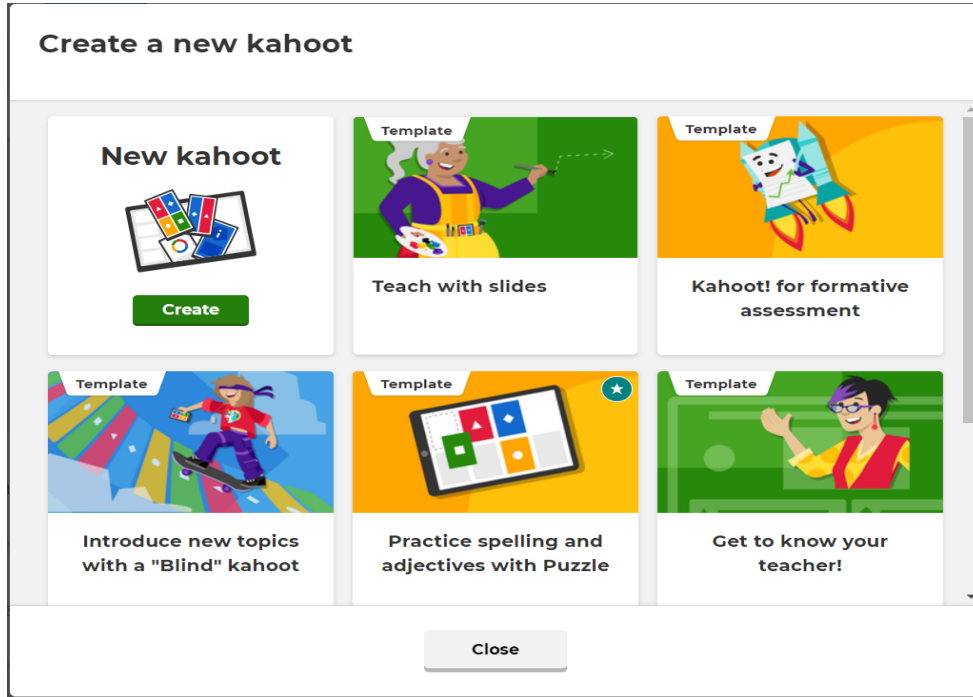 Create a new kahoot
New kahoot
Create
Template
Teach with slides
Template
Kahoot! for formative
assessment
Template
Introduce new topics
with a "Blind" kahoot
Template
Practice spelling and
adjectives with Puzzle
Template
Get to know your
teacher!
Close